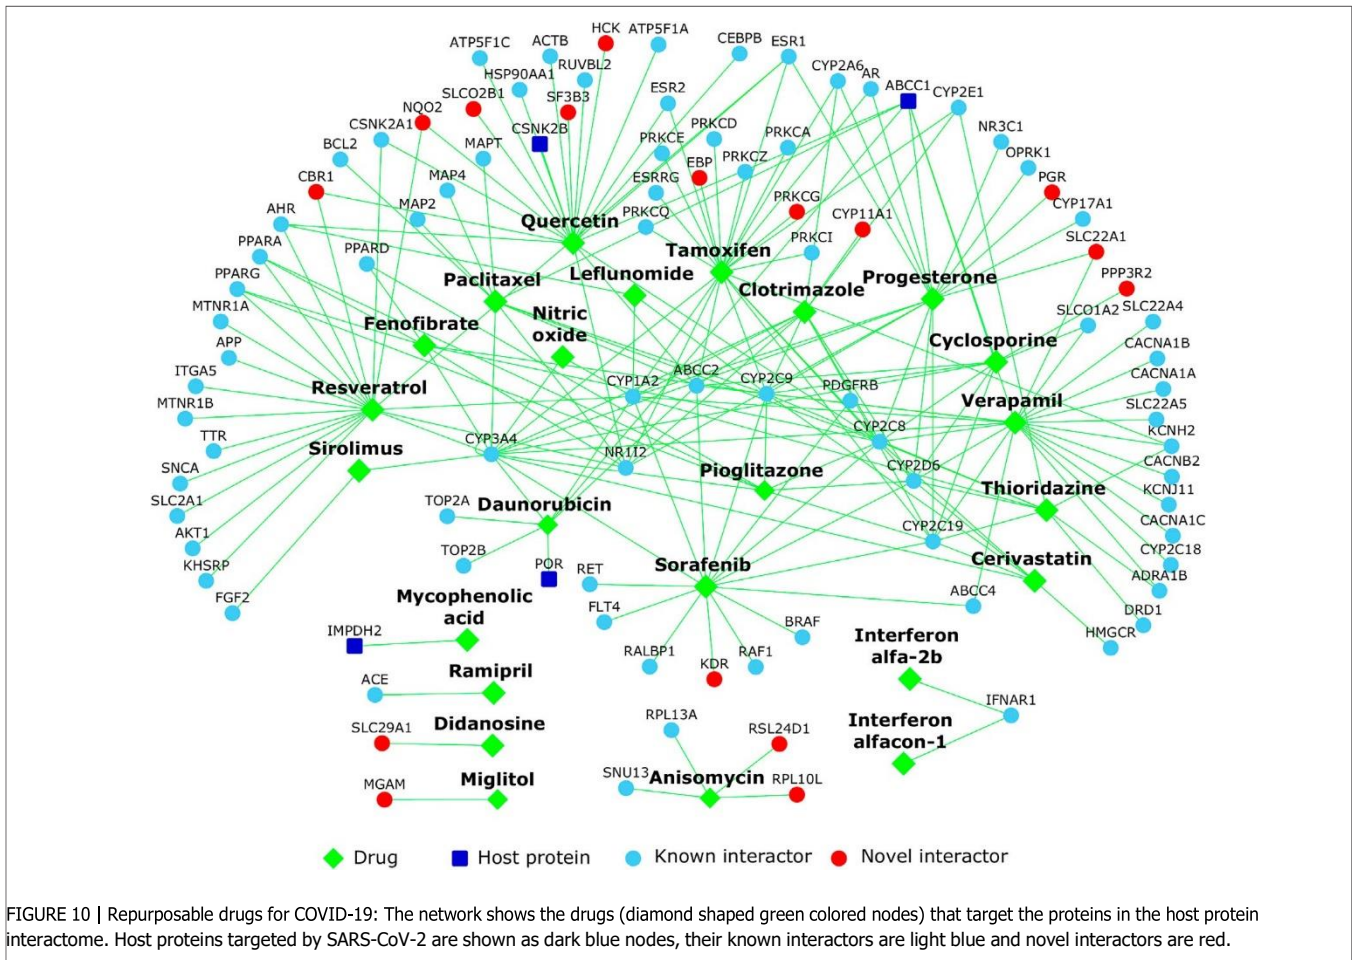 HCK
ATP5F1A
ATP5F1C
ACTB
CEBPB
ESR1
HSP90AA1
RUVBL2
CYP2A6
AR
ABCC1
CYP2E1
SLCO2B1
SF3B3
ESR2
NQO2
CSNK2A1
CSNK2B
PRKCE
PRKCD
PRKCA
NR3C1
BCL2
MAPT
EBP
PRKCZ
OPRK1
CBR1
MAP4
ESRRG
PRKCG
PGR
AHR
MAP2
PRKCQ
CYP11A1
CYP17A1
PPARA
PPARD
Quercetin
Tamoxifen
PRKCI
SLC22A1
PPARG
Paclitaxel
Leflunomide
Clotrimazole
Progesterone
PPP3R2
MTNR1A
Fenofibrate
Nitric
oxide
SLCO1A2
SLC22A4
APP
Cyclosporine
CACNA1B
ITGA5
Resveratrol
CYP1A2
ABCC2
CYP2C9
PDGFRB
CACNA1A
MTNR1B
Verapamil
SLC22A5
TTR
Sirolimus
CYP3A4
NR1I2
CYP2C8
KCNH2
SNCA
Pioglitazone
CYP2D6
CACNB2
SLC2A1
TOP2A
Daunorubicin
Thioridazine
KCNJ11
AKT1
CYP2C19
CACNA1C
KHSRP
TOP2B
POR
RET
Sorafenib
Cerivastatin
CYP2C18
FGF2
Mycophenolic
acid
FLT4
ABCC4
ADRA1B
IMPDH2
BRAF
DRD1
RALBP1
KDR
RAF1
HMGCR
Interferon
alfa-2b
ACE
Ramipril
IFNAR1
SLC29A1
Didanosine
RPL13A
RSL24D1
Interferon
alfacon-1
MGAM
Miglitol
SNU13
Anisomycin
RPL10L
Drug
Host protein
Known interactor
Novel interactor
FIGURE 10 | Repurposable drugs for COVID-19: The network shows the drugs (diamond shaped green colored nodes) that target the proteins in the host protein
interactome. Host proteins targeted by SARS-CoV-2 are shown as dark blue nodes, their known interactors are light blue and novel interactors are red.